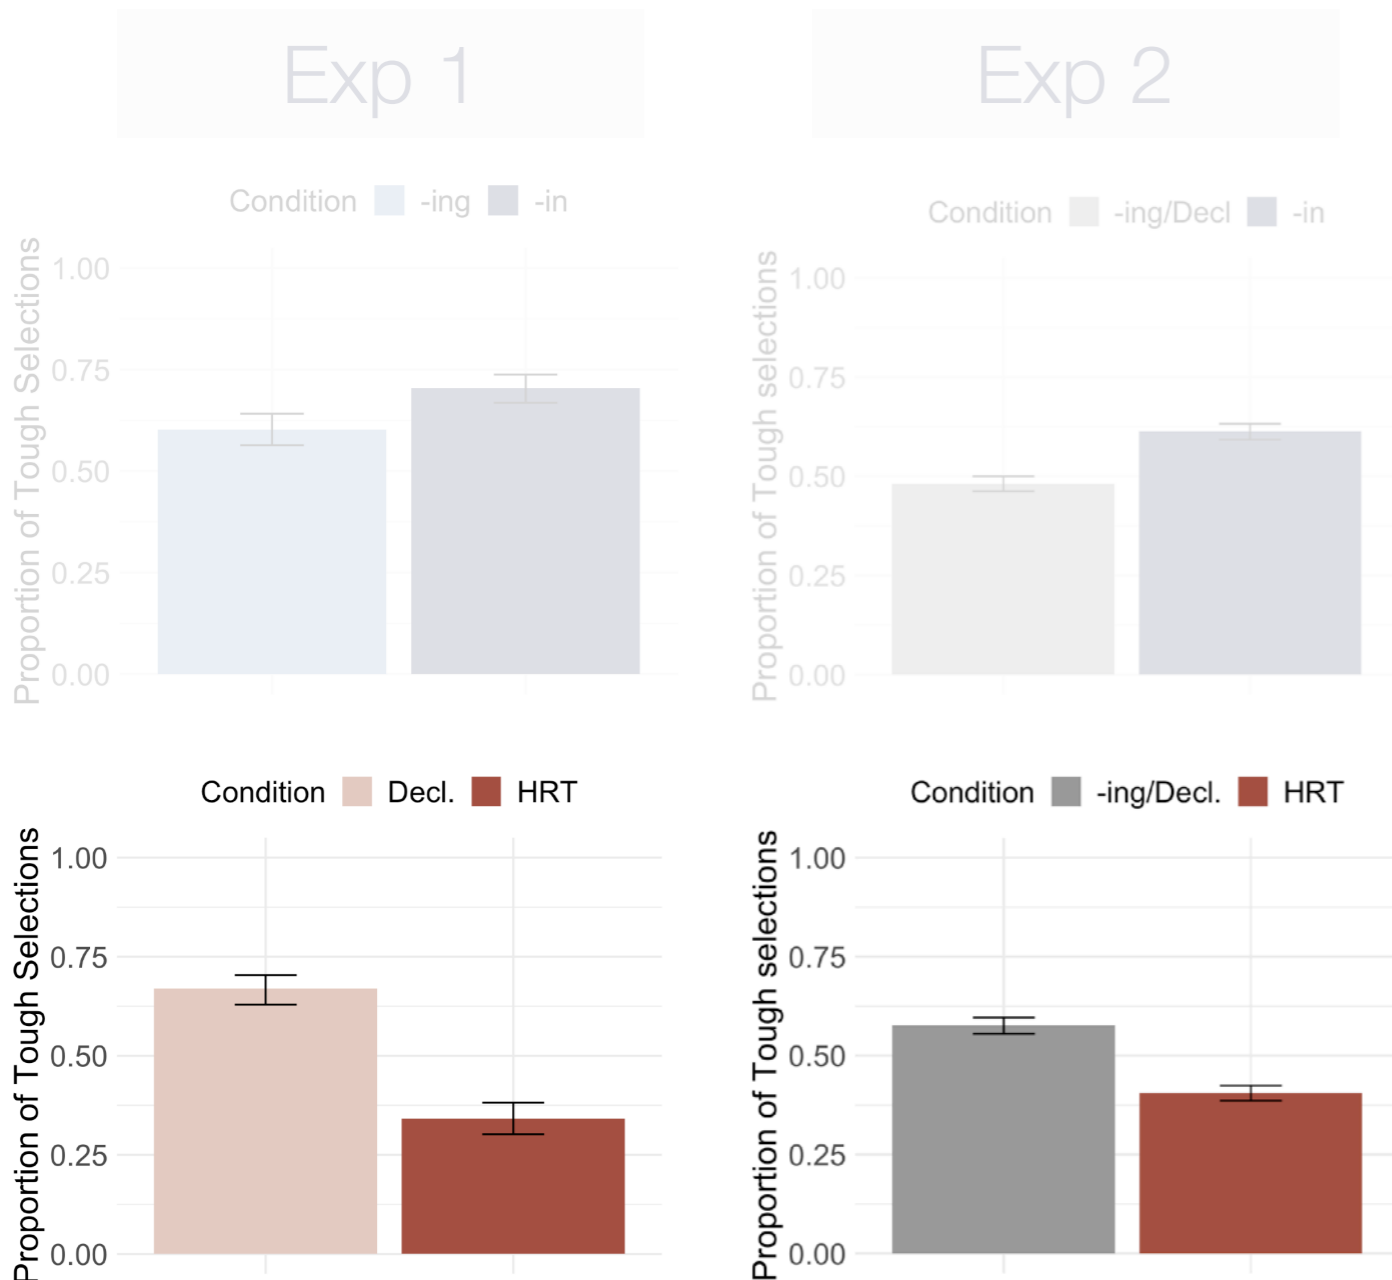 Exp 1
Exp 2
Condition -ing -in
Condition -ing/Decl -in
Proportion of Tough Selections
1.00
0.75
0.50
0.25
0.00
Proportion of Tough selections
1.00
0.75
0.50
0.25
0.00
Condition Decl. HRT
Condition -ing/Decl. HRT
Proportion of Tough Selections
1.00
0.75
0.50
0.25
0.00
Proportion of Tough selections
1.00
0.75
0.50
0.25
0.00